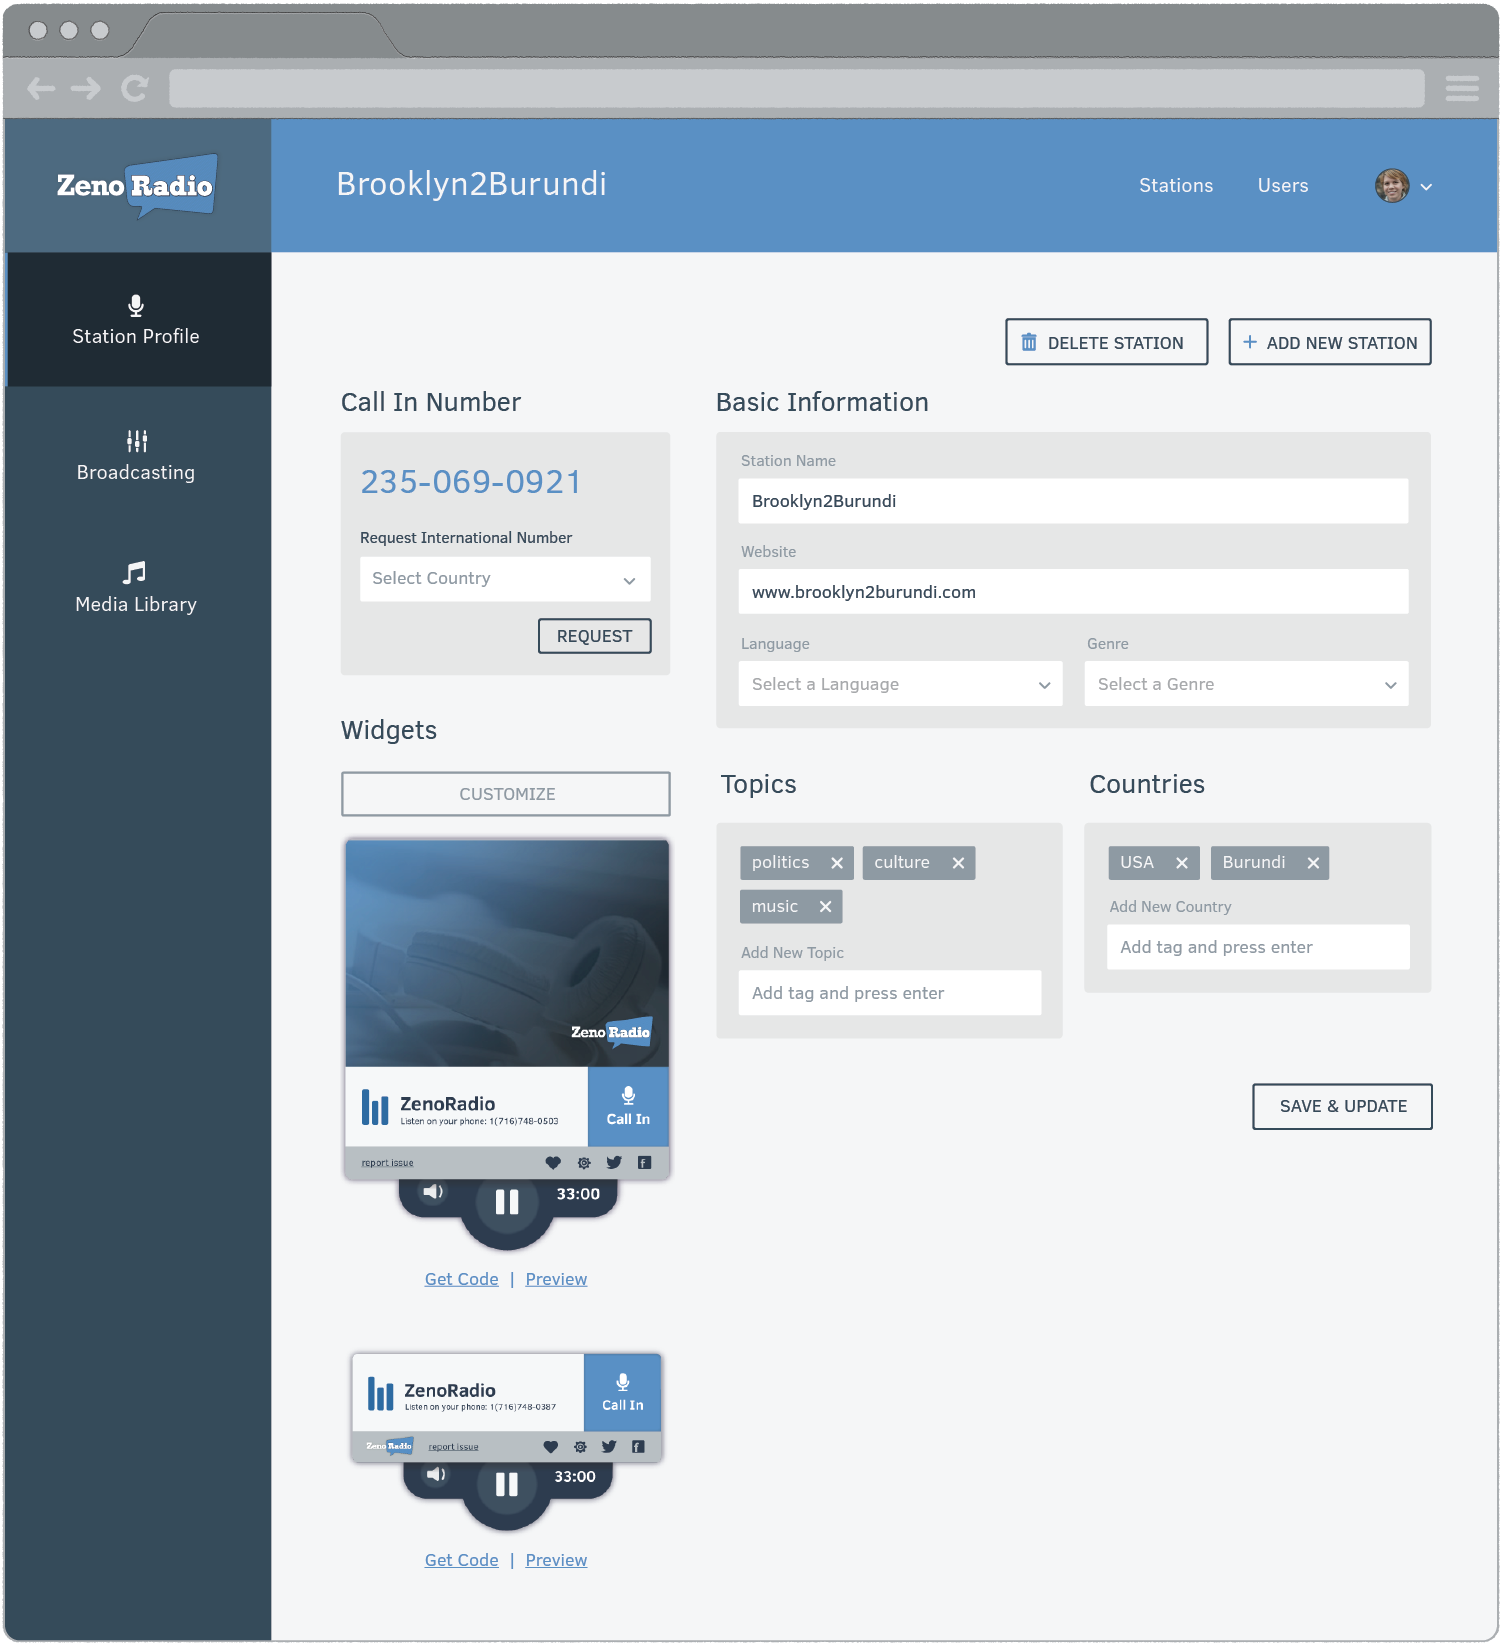 Zeno Radio
Brooklyn2Burundi
Stations
Users
Station Profile
Broadcasting
Media Library
DELETE STATION
+ ADD NEW STATION
Call In Number
235-069-0921
Request International Number
Select Country
REQUEST
Basic Information
Station Name
Brooklyn2Burundi
Website
www.brooklyn2burundi.com
Language
Select a Language
Genre
Select a Genre
Widgets
CUSTOMIZE
Zeno Radio
ZenoRadio
Listen on your phone: 1(716)748-0503
Call In
report issue
33:00
Get Code | Preview
ZenoRadio
Listen on your phone: 1(716)748-0387
Call In
Zeno Radio
report issue
33:00
Get Code | Preview
Topics
politics
culture
music
Add New Topic
Add tag and press enter
Countries
USA
Burundi
Add New Country
Add tag and press enter
SAVE & UPDATE